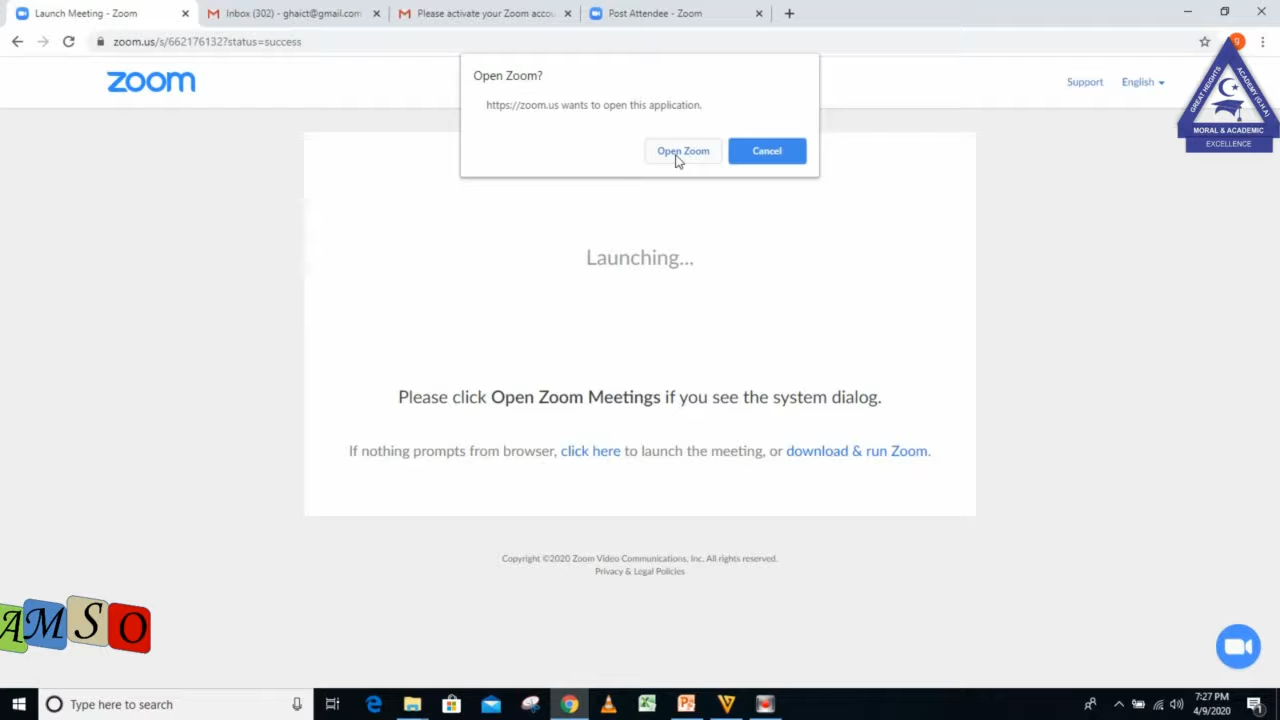 Launch Meeting - Zoom
Inbox (302) - ghaict@gmail.com
Please activate your Zoom accou
Post Attendee - Zoom
zoom.us/s/662176132?status=success
g
zoom
Support
English
Open Zoom?
https://zoom.us wants to open this application.
Open Zoom
Cancel
GREAT HEIGHTS ACADEMY (G.H.A)
MORAL & ACADEMIC
EXCELLENCE
Launching...
Please click Open Zoom Meetings if you see the system dialog.
If nothing prompts from browser, click here to launch the meeting, or download & run Zoom.
Copyright ©2020 Zoom Video Communications, Inc. All rights reserved.
Privacy & Legal Policies
AMSO
Type here to search
7:27 PM
4/9/2020
1